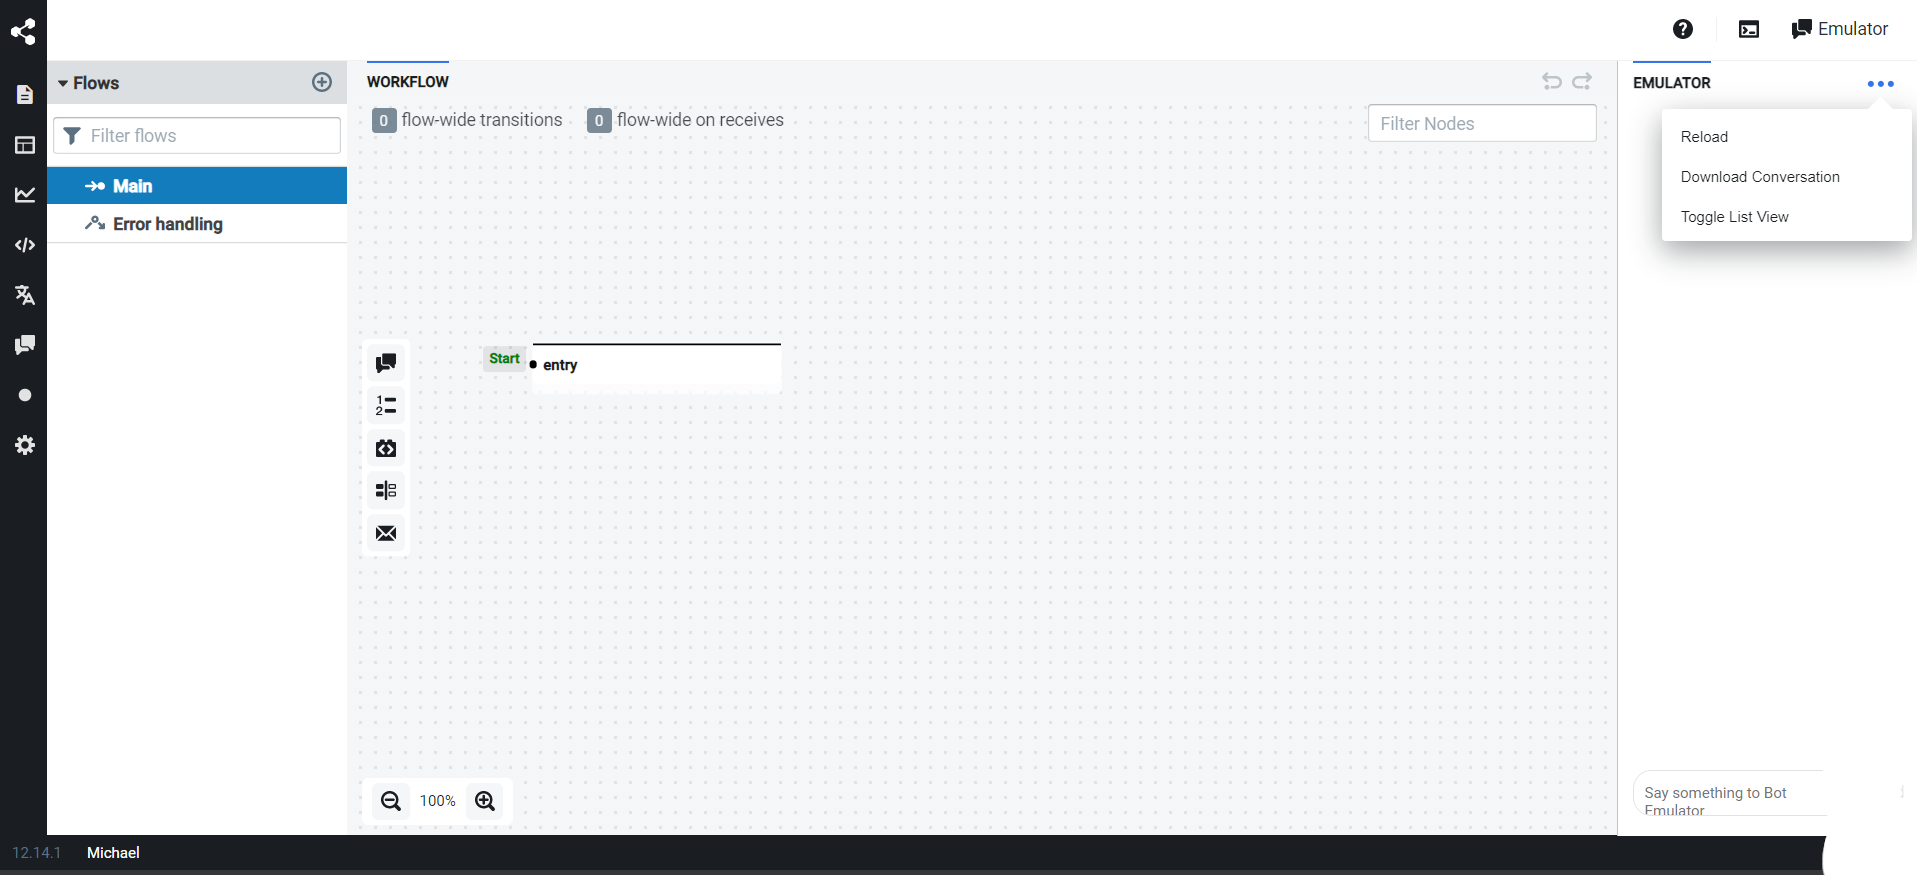 Emulator
Flows
Filter flows
Main
Error handling
WORKFLOW
0 flow-wide transitions 0 flow-wide on receives
Filter Nodes
Start
entry
1
2
100%
EMULATOR
Reload
Download Conversation
Toggle List View
Say something to Bot
Emulator
12.14.1 Michael